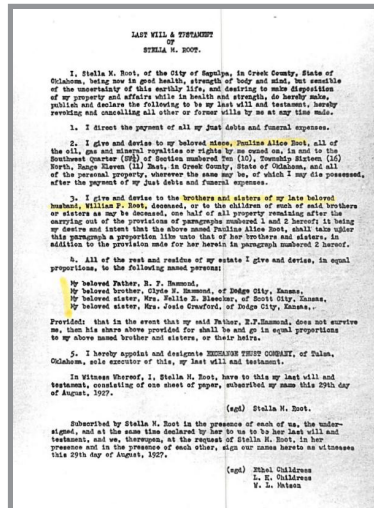 LAST WILL & TESTAMENT
OF
STELLA M. ROOT.
I, Stella M. Root, of the City of Sapulpa, in Creek County, State of
Oklahoma, being now in good health, strength of body and mind, but sensible
of the uncertainty of this earthly life, and desiring to make disposition
of my property and affairs while in health and strength, do hereby make,
publish and declare the following to be my last will and testament, hereby
revoking and cancelling all other or former wills by me at any time made.
1. I direct the payment of all my just debts and funeral expenses.
2. I give and devise to my beloved niece, Pauline Alice Root, all of
the oil, gas and mineral royalties or rights by me owned on, in and to the
Southwest Quarter (SW¼) of Section numbered Ten (10), Township Sixteen (16)
North, Range Eleven (11) East, in Creek County, State of Oklahoma, and all
of the personal property, wherever the same may be, of which I may die possessed,
after the payment of my just debts and funeral expenses.
3. I give and devise to the brothers and sisters of my late beloved
husband, William P. Root, deceased, or to the children of such of said brothers
or sisters as may be deceased, one half of all property remaining after the
carrying out of the provisions of paragraphs numbered 1 and 2 hereof; it being
my desire and intent that the above named Pauline Alice Root, shall take under
this paragraph a portion like unto that of her brothers and sisters, in
addition to the provision made for her herein in paragraph numbered 2 hereof.
4. All of the rest and residue of my estate I give and devise, in equal
proportions, to the following named persons:
My beloved Father, R. F. Hammond,
My beloved brother, Clyde N. Hammond, of Dodge City, Kansas,
My beloved sister, Mrs. Nellie E. Bleecker, of Scott City, Kansas,
My beloved sister, Mrs. Josie Crawford, of Dodge City, Kansas,
Provided: that in the event that my said Father, R.F.Hammond, does not survive
me, then his share above provided for shall be and go in equal proportions
to my above named brother and sisters, or their heirs.
5. I hereby appoint and designate EXCHANGE TRUST COMPANY, of Tulsa,
Oklahoma, sole executor of this, my last will and testament.
In Witness Whereof, I, Stella M. Root, have to this my last will and
testament, consisting of one sheet of paper, subscribed my name this 29th day
of August, 1927.
(sgd) Stella M. Root.
Subscribed by Stella M. Root in the presence of each of us, the under-
signed, and at the same time declared by her to us to be her last will and
testament, and we, thereupon, at the request of Stella M. Root, in her
presence and in the presence of each other, sign our names hereto as witnesses
this 29th day of August, 1927.
(sgd) Ethel Childress
L. K. Childress
W. L. Matson